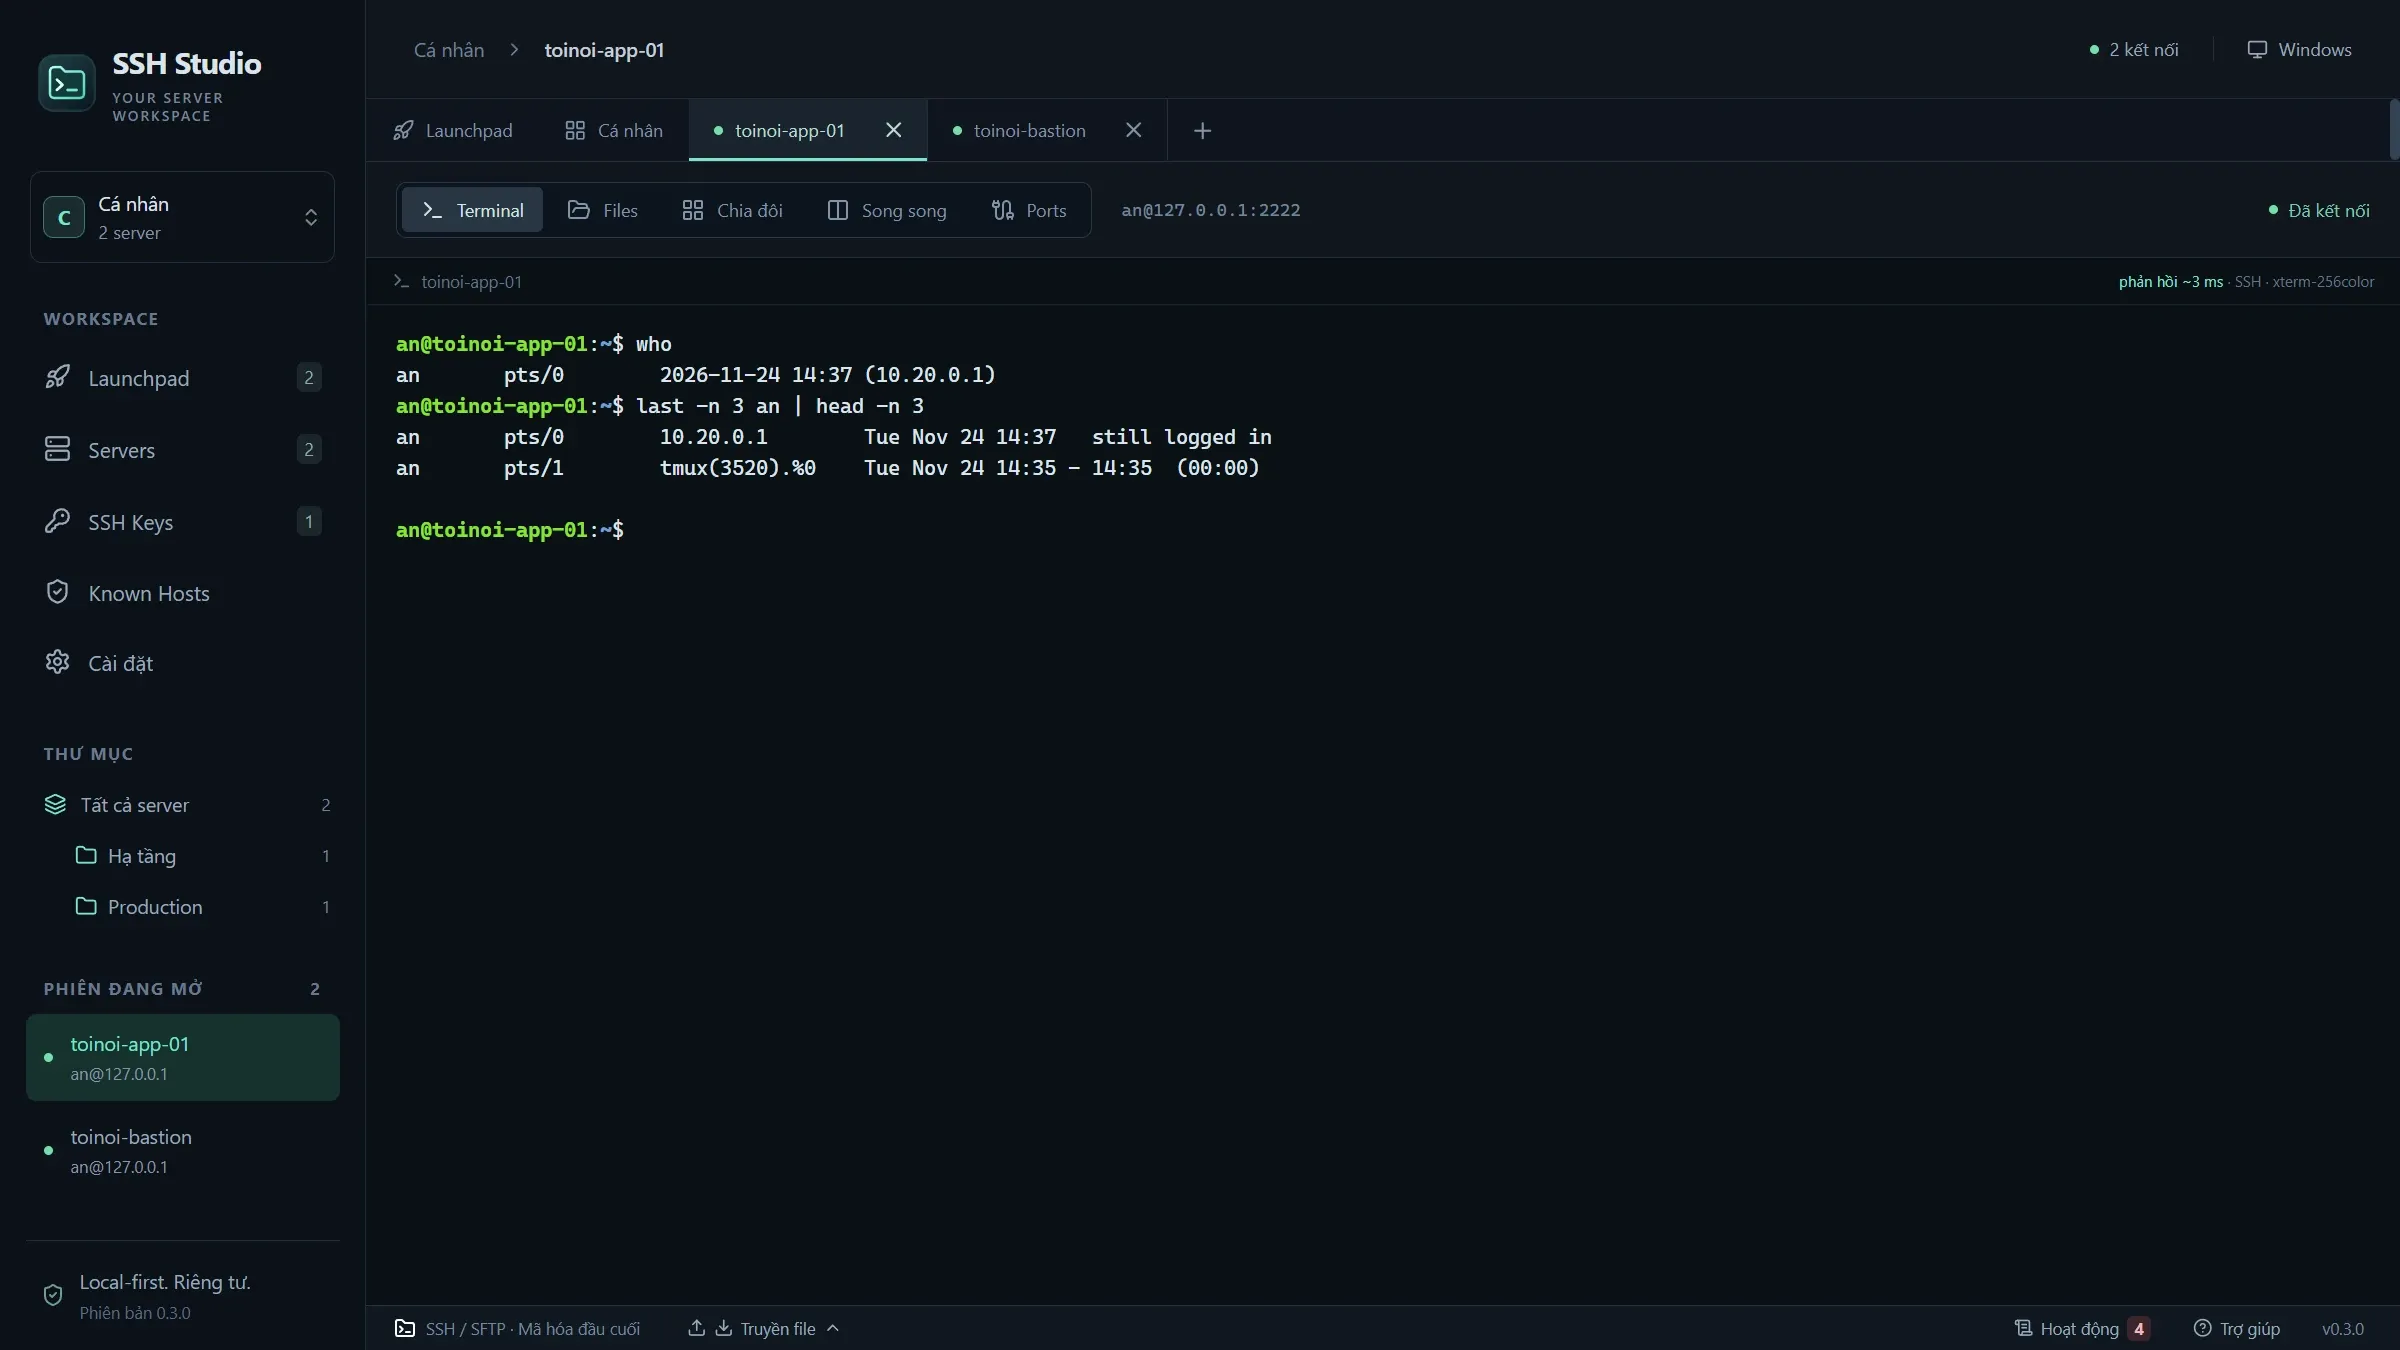 SSH Studio
YOUR SERVER
WORKSPACE
C
Cá nhân
2 server
WORKSPACE
Launchpad 2
Servers 2
SSH Keys 1
Known Hosts
Cài đặt
THƯ MỤC
Tất cả server 2
Hạ tầng 1
Production 1
PHIÊN ĐANG MỞ 2
toinoi-app-01
an@127.0.0.1
toinoi-bastion
an@127.0.0.1
Local-first. Riêng tư.
Phiên bản 0.3.0
Cá nhân > toinoi-app-01
2 kết nối
Windows
Launchpad
Cá nhân
toinoi-app-01
toinoi-bastion
Terminal
Files
Chia đôi
Song song
Ports
an@127.0.0.1:2222
Đã kết nối
toinoi-app-01
phản hồi ~3 ms · SSH · xterm-256color
an@toinoi-app-01:~$ who
an       pts/0        2026-11-24 14:37 (10.20.0.1)
an@toinoi-app-01:~$ last -n 3 an | head -n 3
an       pts/0        10.20.0.1        Tue Nov 24 14:37   still logged in
an       pts/1        tmux(3520).%0    Tue Nov 24 14:35 - 14:35  (00:00)
an@toinoi-app-01:~$
SSH / SFTP · Mã hóa đầu cuối
Truyền file
Hoạt động 4
Trợ giúp
v0.3.0